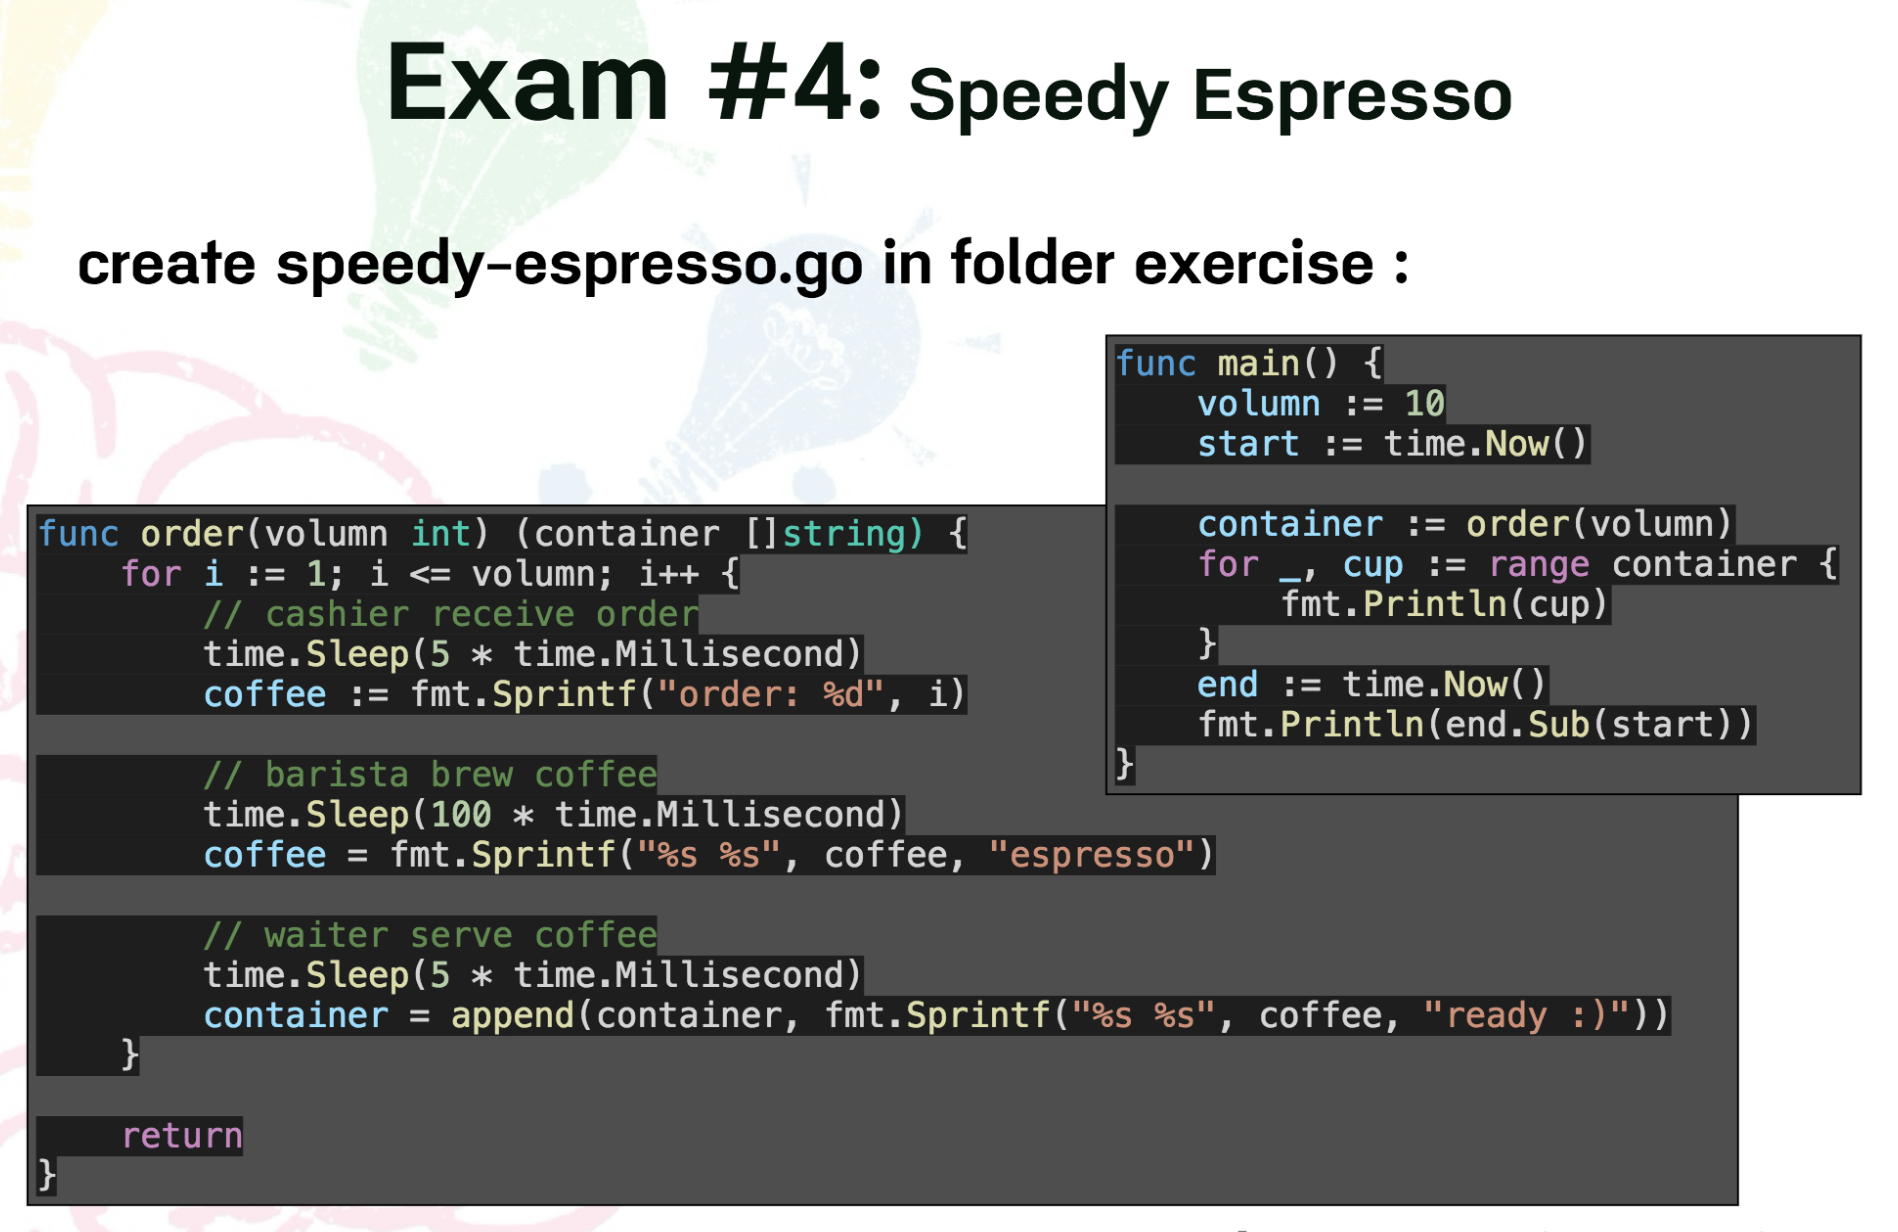 Exam #4: Speedy Espresso
create speedy-espresso.go in folder exercise :
func order(volumn int) (container []string) {
    for i := 1; i <= volumn; i++ {
        // cashier receive order
        time.Sleep(5 * time.Millisecond)
        coffee := fmt.Sprintf("order: %d", i)

        // barista brew coffee
        time.Sleep(100 * time.Millisecond)
        coffee = fmt.Sprintf("%s %s", coffee, "espresso")

        // waiter serve coffee
        time.Sleep(5 * time.Millisecond)
        container = append(container, fmt.Sprintf("%s %s", coffee, "ready :)"))
    }

    return
}
func main() {
    volumn := 10
    start := time.Now()

    container := order(volumn)
    for _, cup := range container {
        fmt.Println(cup)
    }
    end := time.Now()
    fmt.Println(end.Sub(start))
}